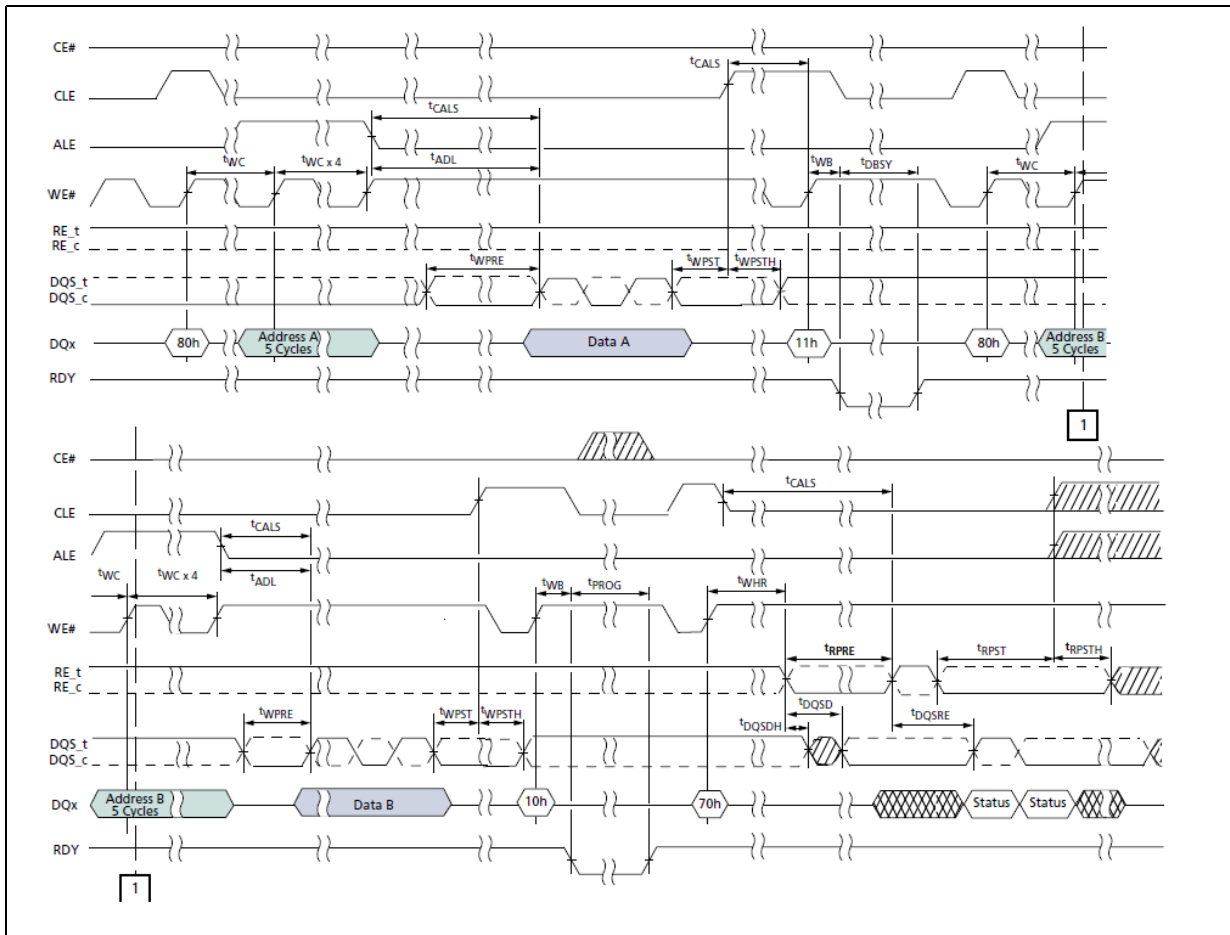 CE#
tCALS
CLE
tCALS
ALE
tWC
tWC x 4
tADL
tWB
tDBSY
tWC
WE#
RE_t
RE_c
tWPRE
tWPST
tWPSTH
DQS_t
DQS_c
DQx
80h
Address A
5 Cycles
Data A
11h
80h
Address B
5 Cycles
RDY
1
CE#
tCALS
CLE
tCALS
ALE
tWC
tWC x 4
tADL
tWB
tPROG
tWHR
WE#
tRPRE
tRPST
tRPSTH
RE_t
RE_c
tWPRE
tWPST
tWPSTH
tDQSD
tDQSDH
tDQSRE
DQS_t
DQS_c
DQx
Address B
5 Cycles
Data B
10h
70h
Status
Status
RDY
1